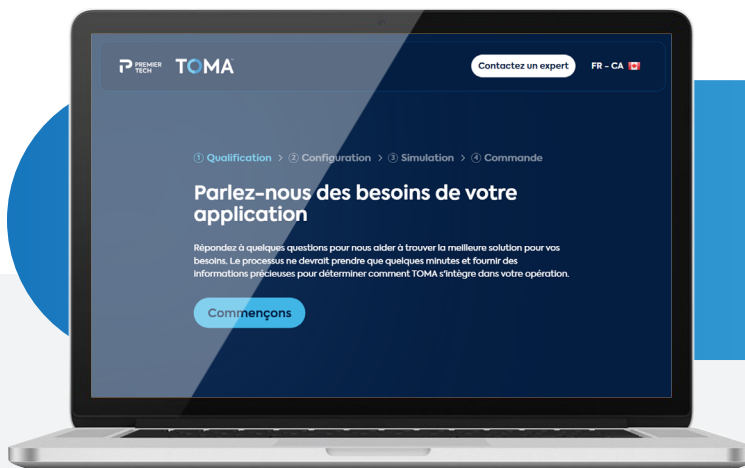 PREMIER TECH TOMA
Contactez un expert
FR - CA
① Qualification > ② Configuration > ③ Simulation > ④ Commande
Parlez-nous des besoins de votre
application
Répondez à quelques questions pour nous aider à trouver la meilleure solution pour vos
besoins. Le processus ne devrait prendre que quelques minutes et fournir des
informations précieuses pour déterminer comment TOMA s'intègre dans votre opération.
Commençons